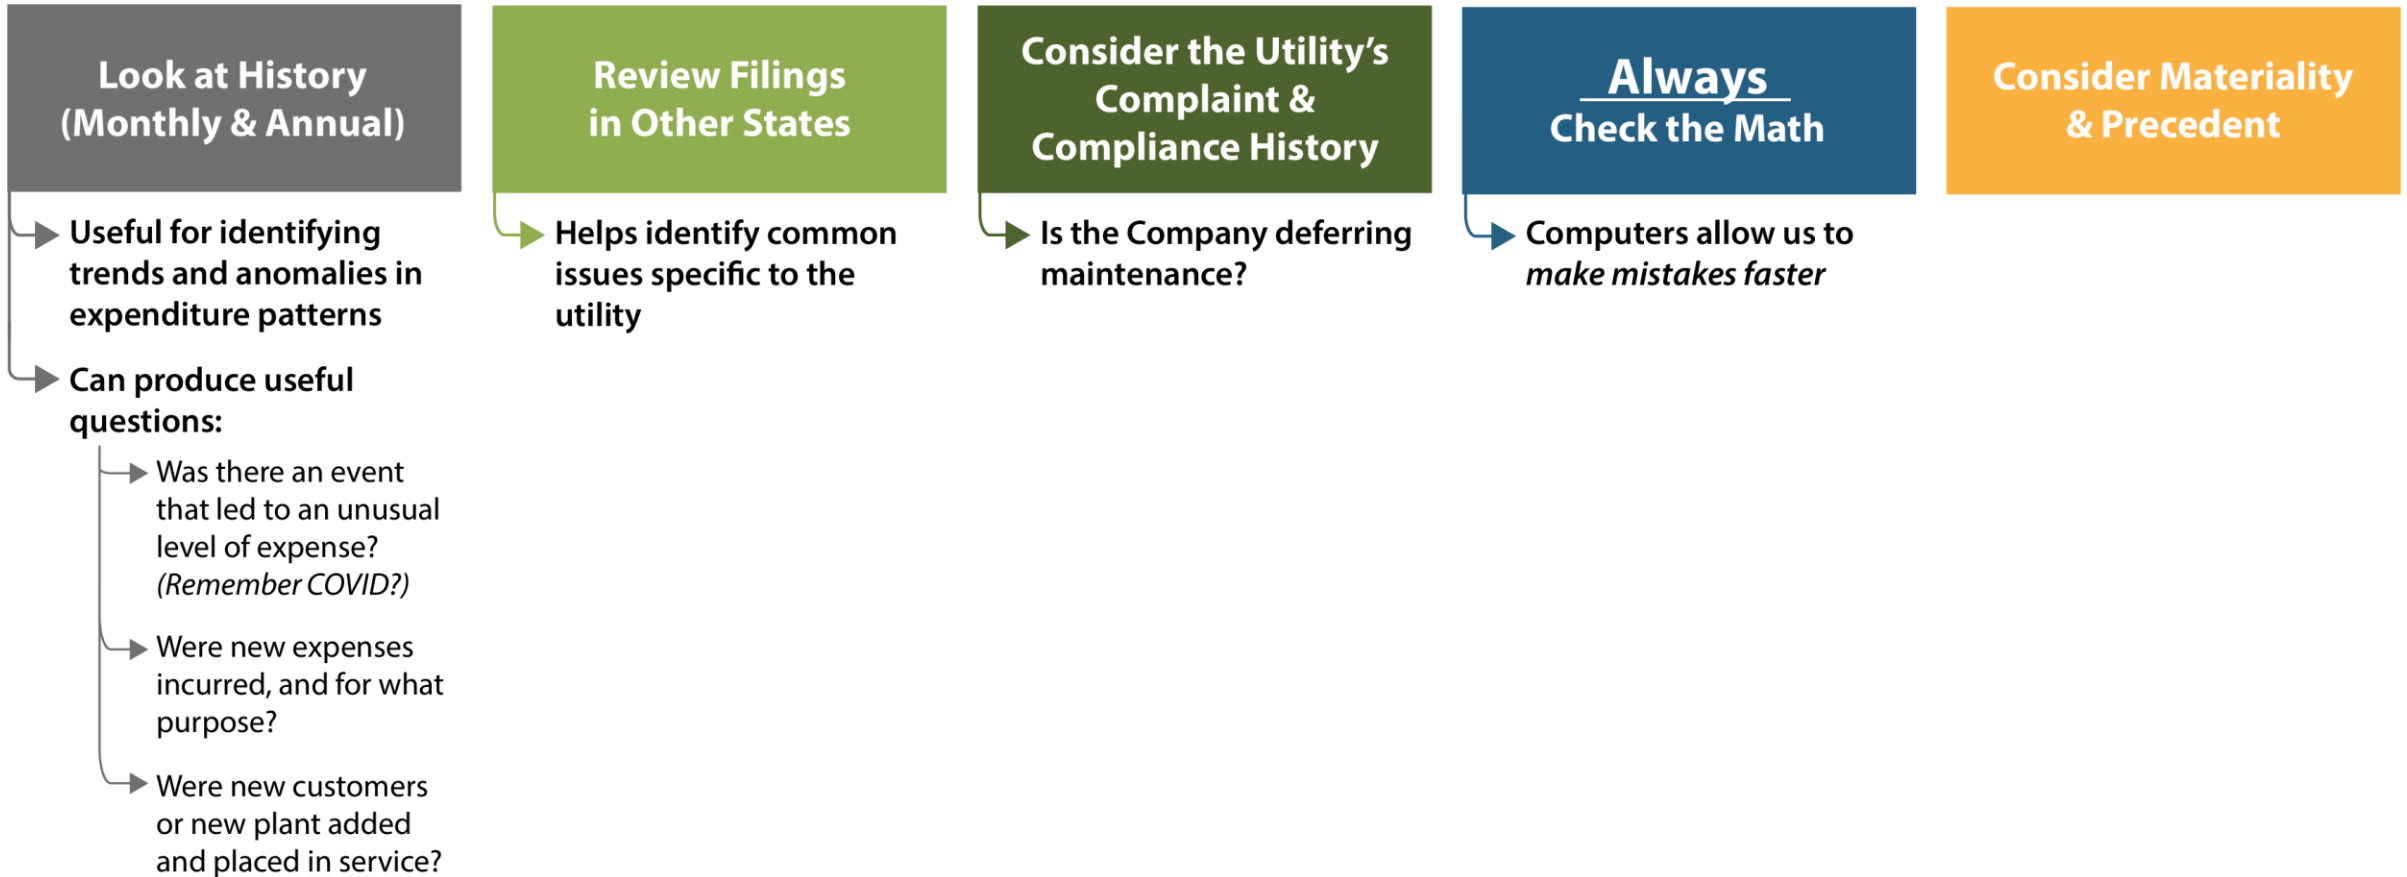 Look at History
(Monthly & Annual)
Useful for identifying
trends and anomalies in
expenditure patterns
Can produce useful
questions:
Was there an event
that led to an unusual
level of expense?
(Remember COVID?)
Were new expenses
incurred, and for what
purpose?
Were new customers
or new plant added
and placed in service?
Review Filings
in Other States
Helps identify common
issues specific to the
utility
Consider the Utility’s
Complaint &
Compliance History
Is the Company deferring
maintenance?
Always
Check the Math
Computers allow us to
make mistakes faster
Consider Materiality
& Precedent